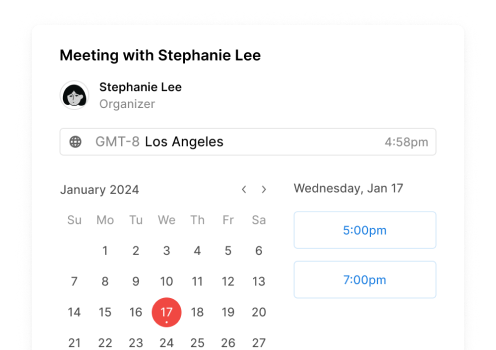 Meeting with Stephanie Lee
Stephanie Lee
Organizer
GMT-8 Los Angeles 4:58pm
January 2024
Su Mo Tu We Th Fr Sa
1 2 3 4 5 6
7 8 9 10 11 12 13
14 15 16 17 18 19 20
21 22 23 24 25 26 27
Wednesday, Jan 17
5:00pm
7:00pm